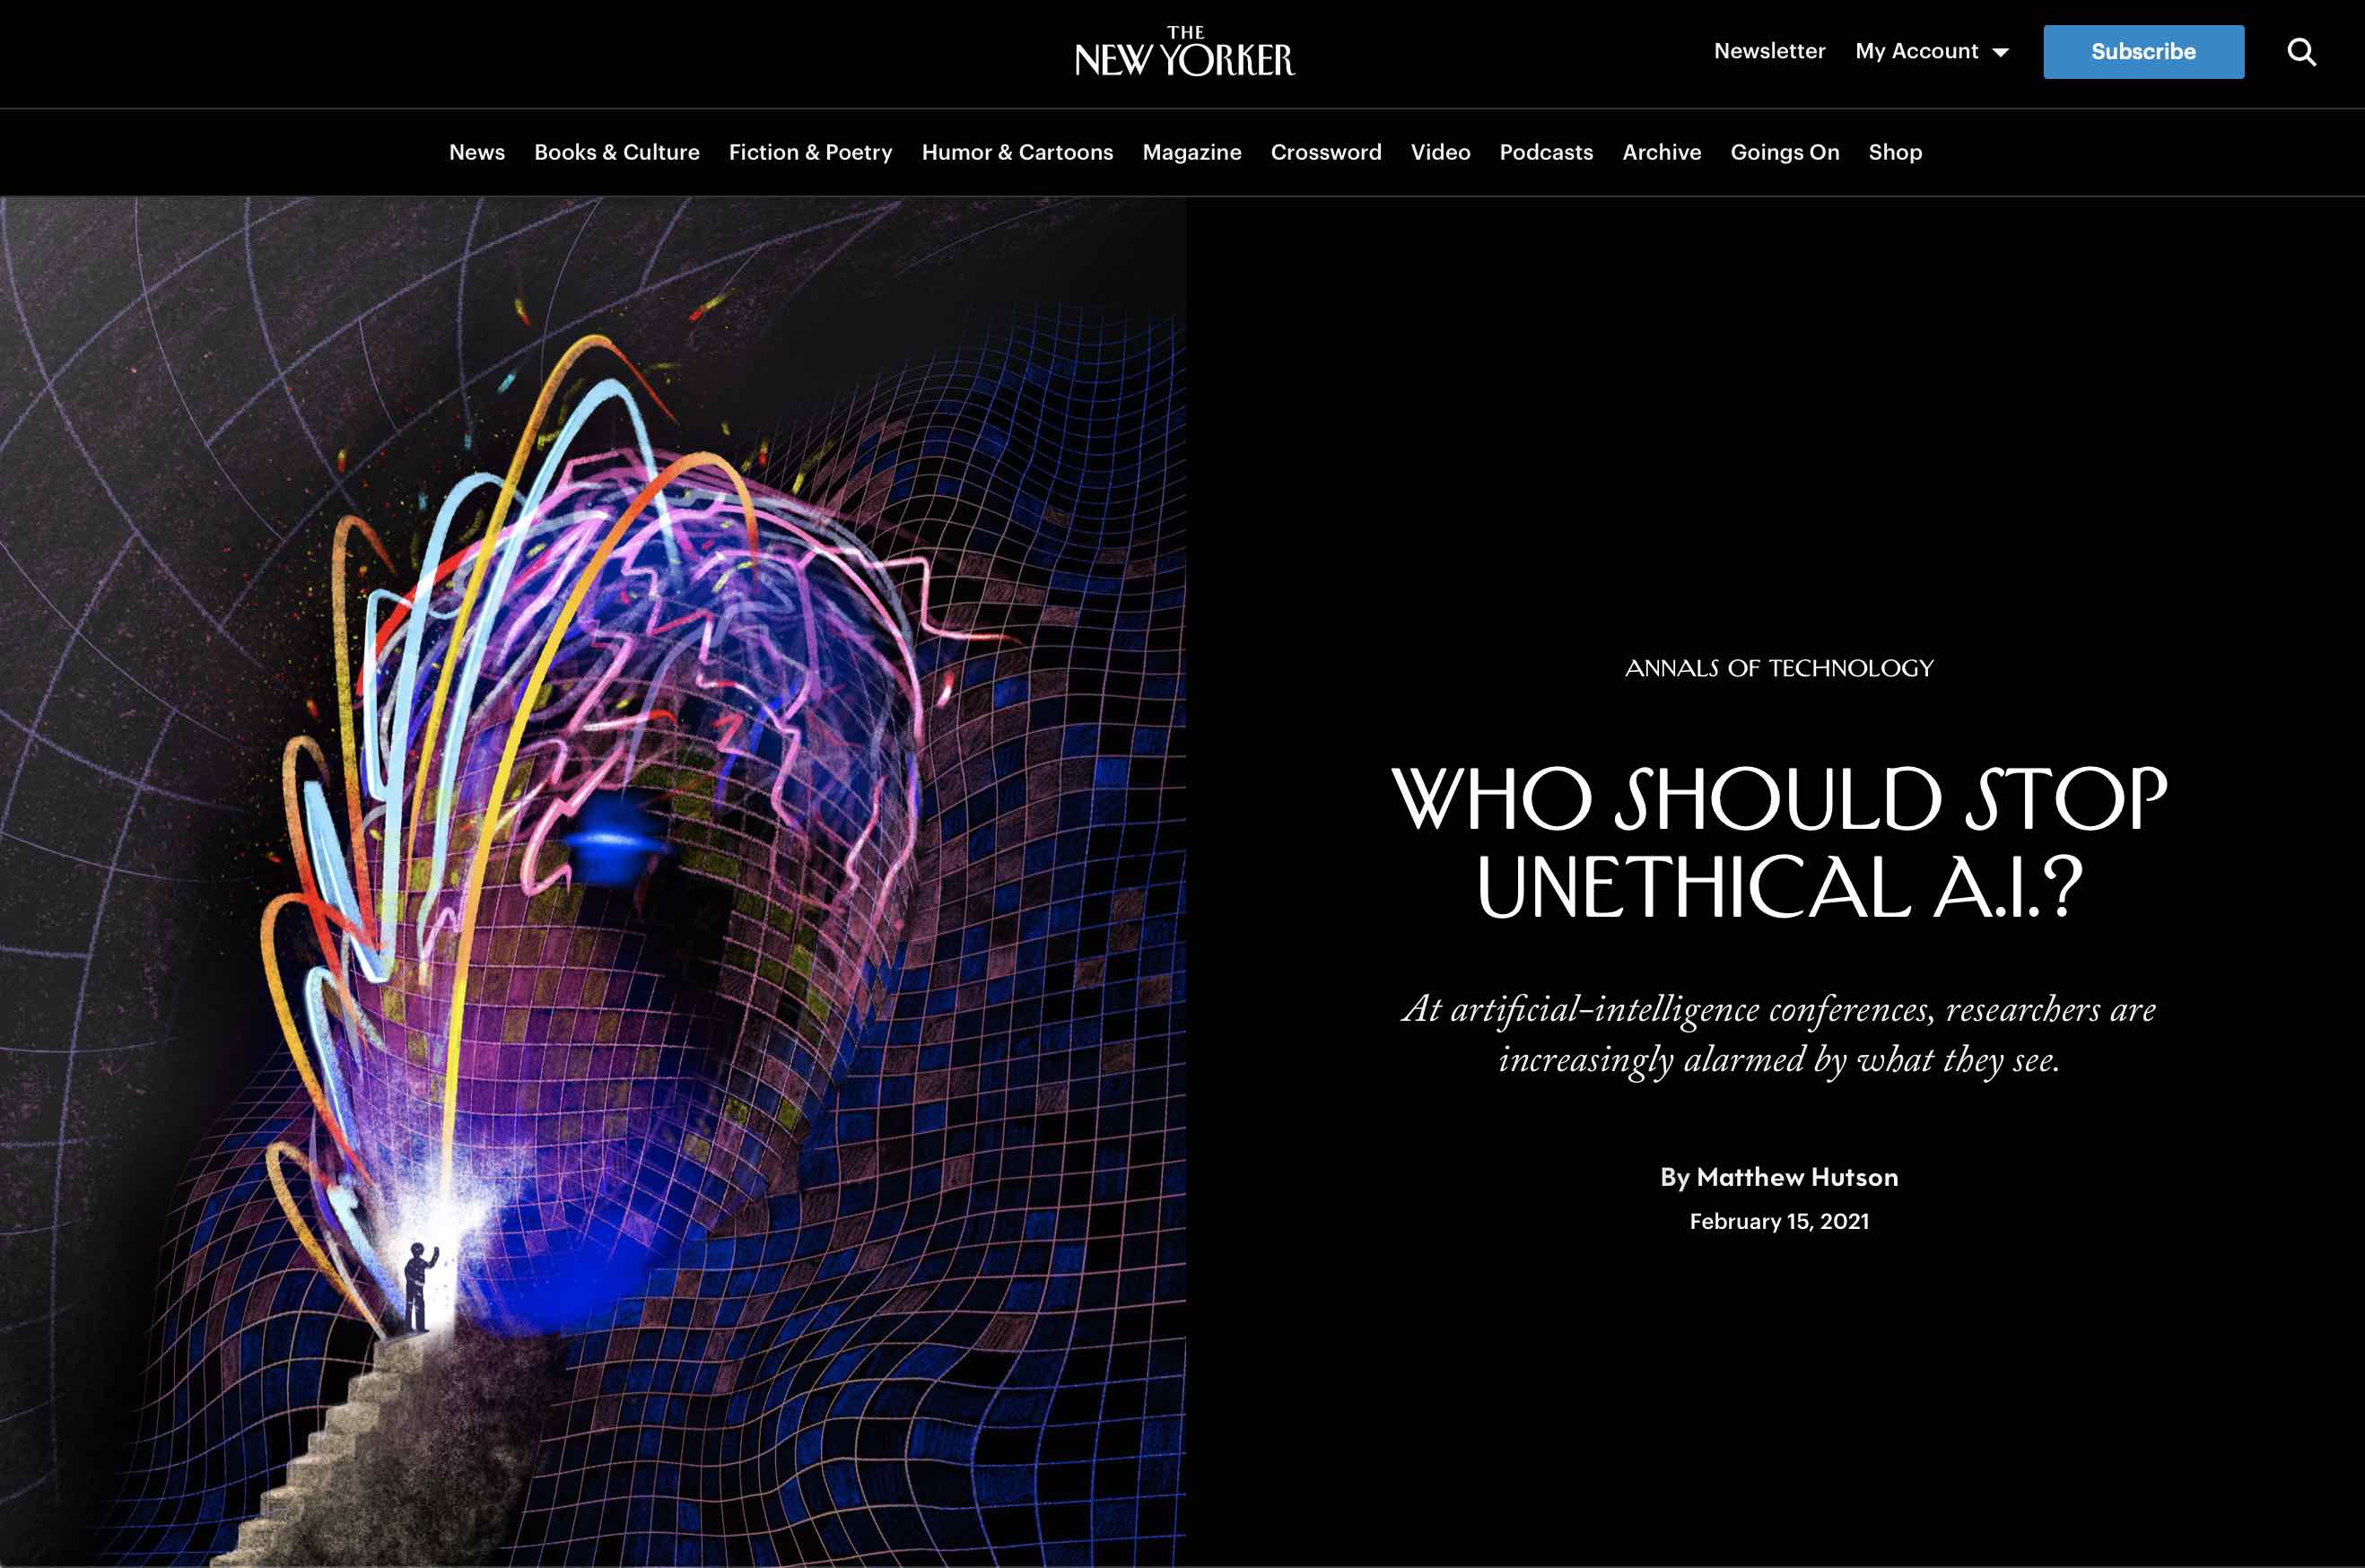 THE
NEW YORKER
Newsletter My Account Subscribe
News Books & Culture Fiction & Poetry Humor & Cartoons Magazine Crossword Video Podcasts Archive Goings On Shop
ANNALS OF TECHNOLOGY
WHO SHOULD STOP
UNETHICAL A.I.?
At artificial-intelligence conferences, researchers are
increasingly alarmed by what they see.
By Matthew Hutson
February 15, 2021